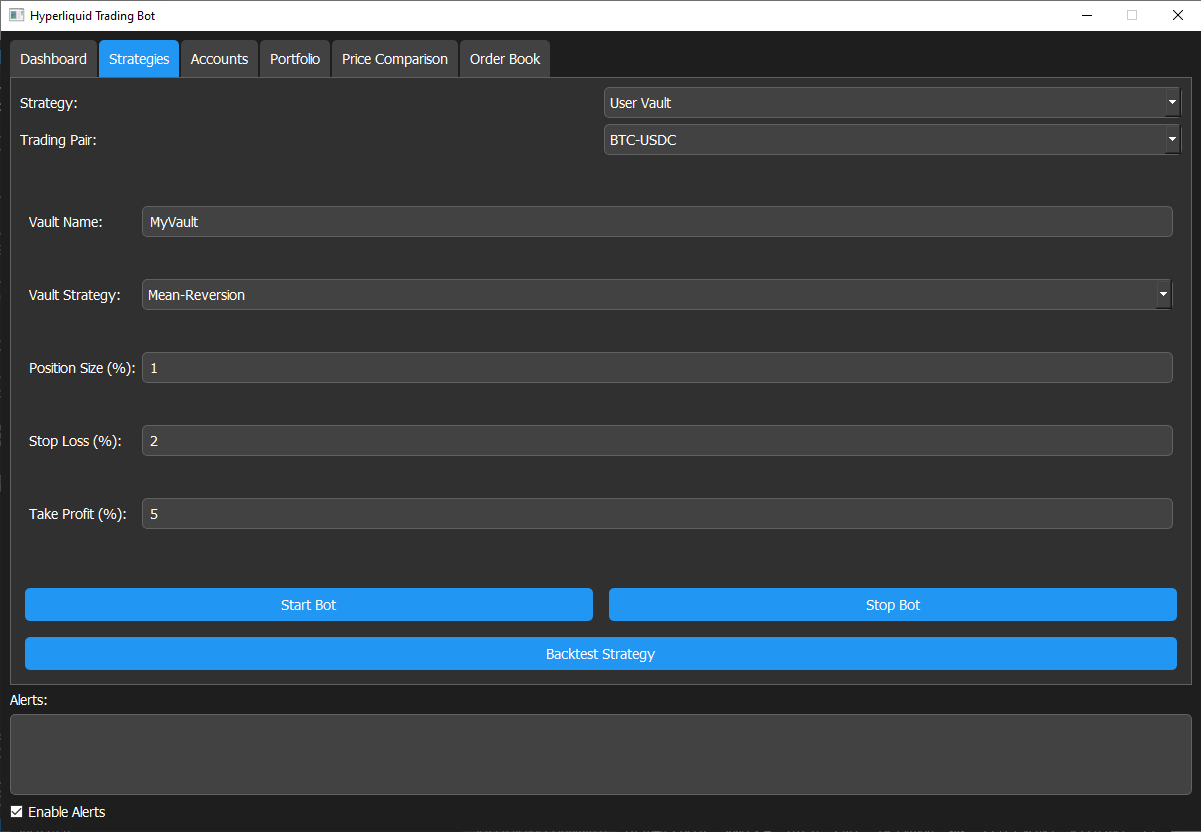 Hyperliquid Trading Bot
Dashboard Strategies Accounts Portfolio Price Comparison Order Book
Strategy: User Vault
Trading Pair: BTC-USDC
Vault Name: MyVault
Vault Strategy: Mean-Reversion
Position Size (%): 1
Stop Loss (%): 2
Take Profit (%): 5
Start Bot Stop Bot
Backtest Strategy
Alerts:
Enable Alerts